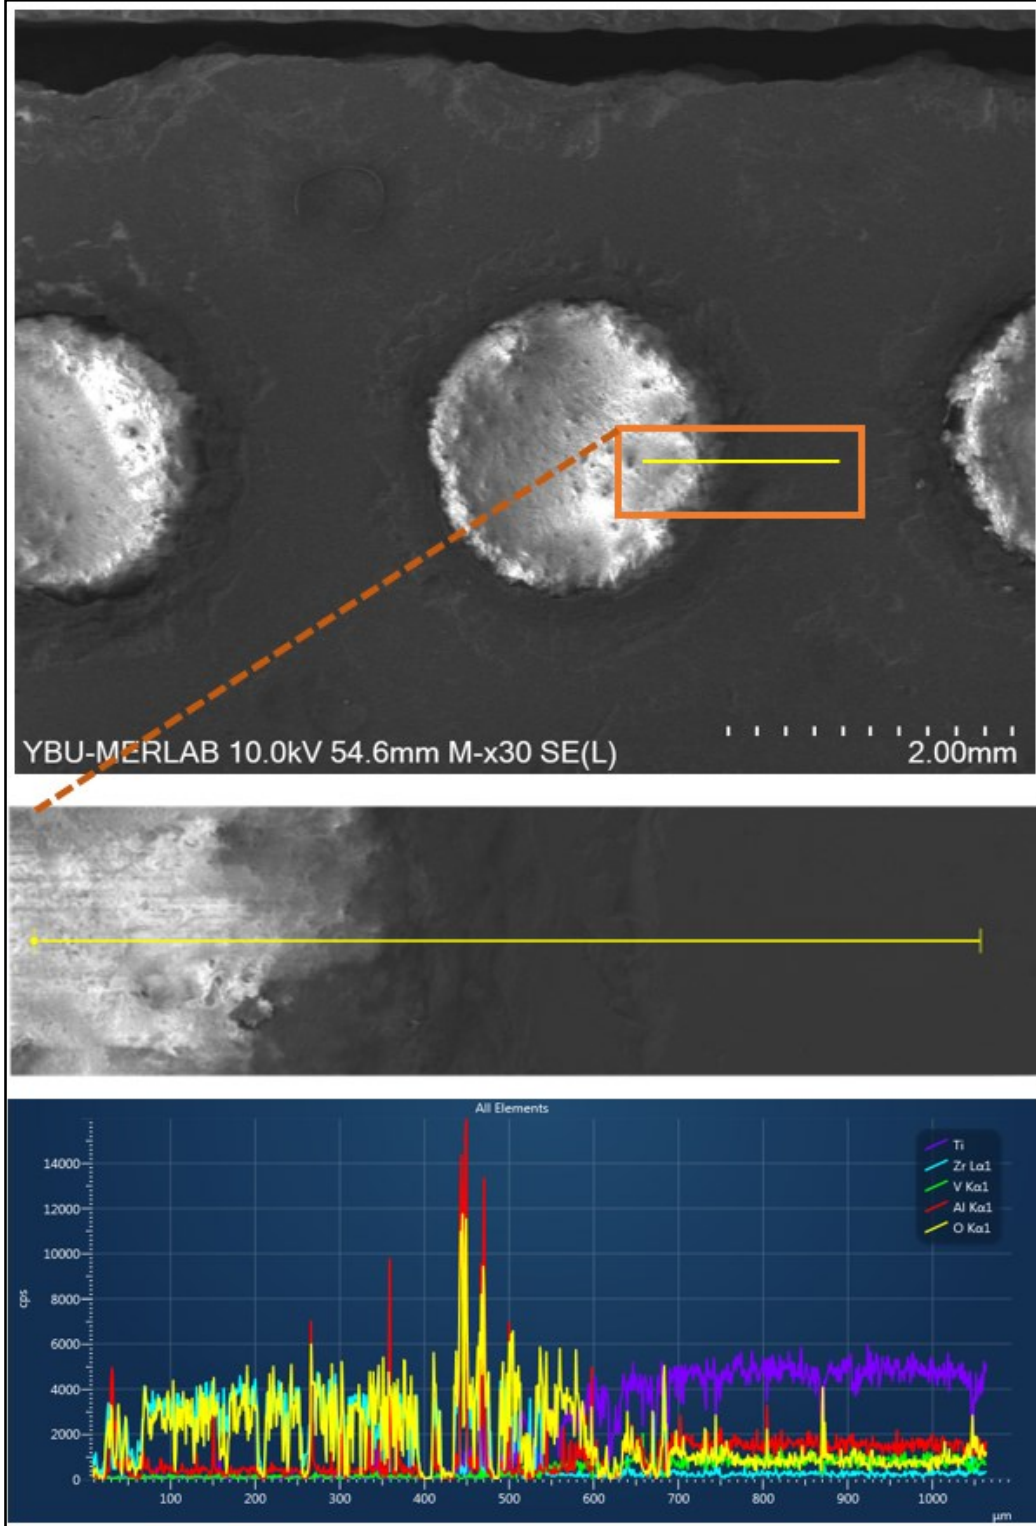 YBU-MERLAB 10.0kV 54.6mm M-x30 SE(L)
2.00mm
All Elements
Ti
Zr Lα1
V Kα1
Al Kα1
O Kα1
cps
14000
12000
10000
8000
6000
4000
2000
0
100 200 300 400 500 600 700 800 900 1000
µm